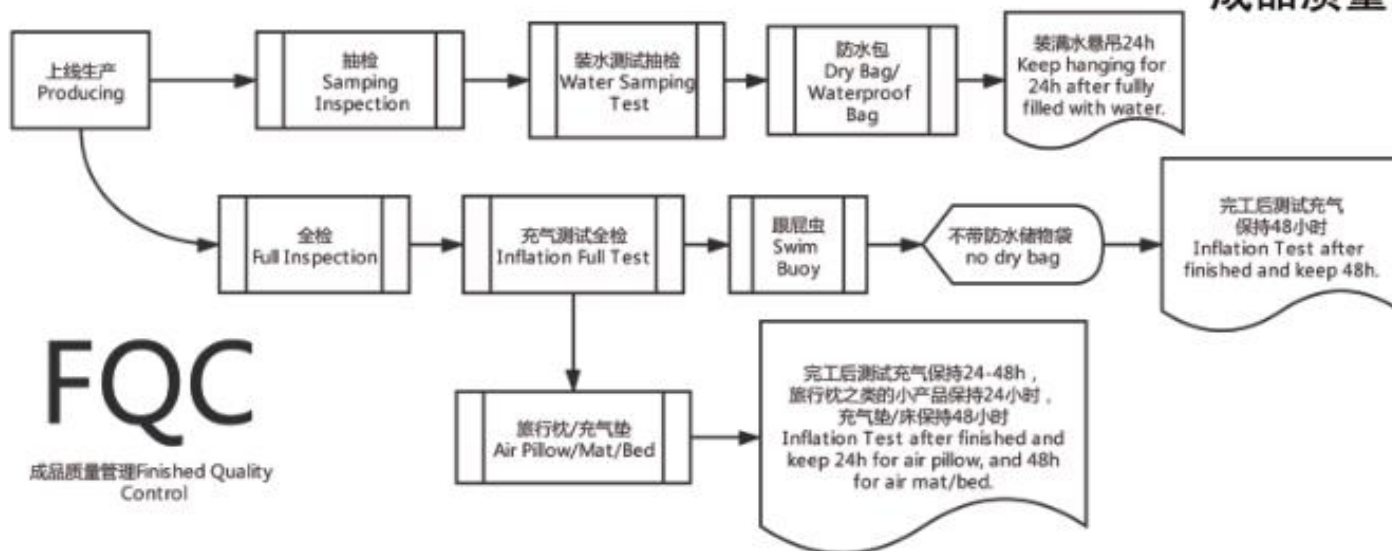 成品质量
上线生产
Producing
抽检
Samping
Inspection
装水测试抽检
Water Samping
Test
防水包
Dry Bag/
Waterproof
Bag
装满水悬吊24h
Keep hanging for
24h after fullly
filled with water.
全检
Full Inspection
充气测试全检
Inflation Full Test
跟屁虫
Swim
Buoy
不带防水储物袋
no dry bag
完工后测试充气
保持48小时
Inflation Test after
finished and keep 48h.
FQC
成品质量管理Finished Quality
Control
旅行枕/充气垫
Air Pillow/Mat/Bed
完工后测试充气保持24-48h，
旅行枕之类的小产品保持24小时，
充气垫/床保持48小时
Inflation Test after finished and
keep 24h for air pillow, and 48h
for air mat/bed.